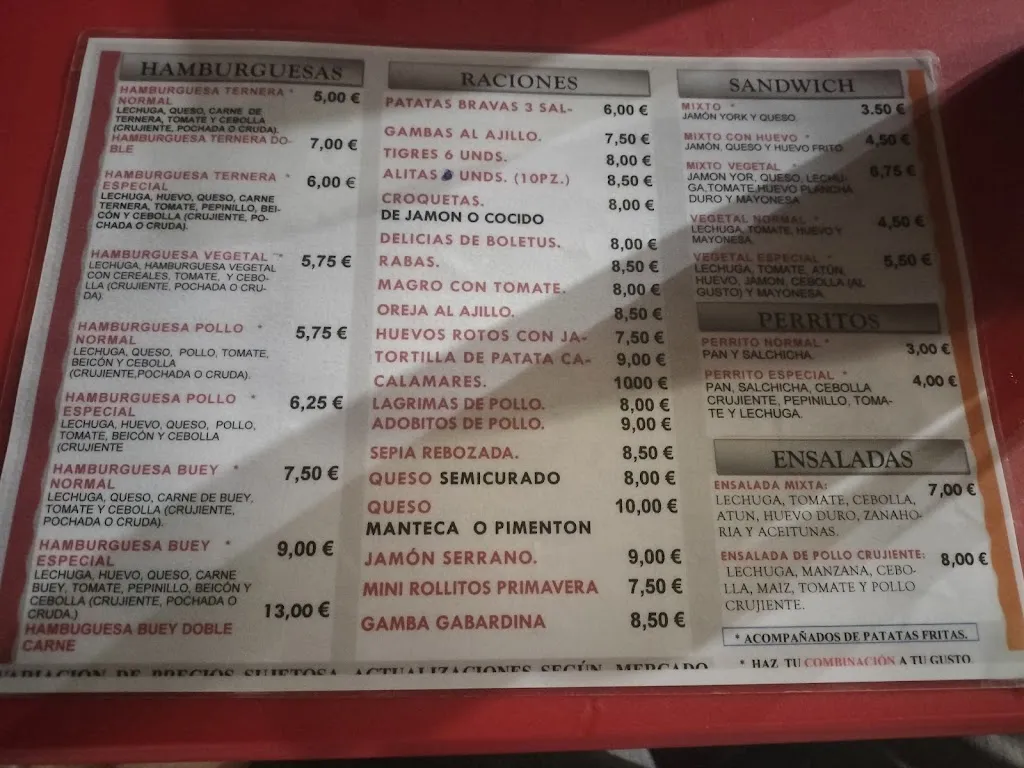 HAMBURGUESAS
HAMBURGUESA TERNERA * 5,00 €
NORMAL
LECHUGA, QUESO, CARNE DE
TERNERA, TOMATE Y CEBOLLA
(CRUJIENTE, POCHADA O CRUDA).
HAMBURGUESA TERNERA DO- 7,00 €
BLE
HAMBURGUESA TERNERA * 6,00 €
ESPECIAL
LECHUGA, HUEVO, QUESO, CARNE
TERNERA, TOMATE, PEPINILLO, BEI-
CÓN Y CEBOLLA (CRUJIENTE, PO-
CHADA O CRUDA).
HAMBURGUESA VEGETAL * 5,75 €
LECHUGA, HAMBURGUESA VEGETAL
CON CEREALES, TOMATE, Y CEBO-
LLA (CRUJIENTE, POCHADA O CRU-
DA).
HAMBURGUESA POLLO * 5,75 €
NORMAL
LECHUGA, QUESO, POLLO, TOMATE,
BEICÓN Y CEBOLLA
(CRUJIENTE,POCHADA O CRUDA).
HAMBURGUESA POLLO * 6,25 €
ESPECIAL
LECHUGA, HUEVO, QUESO, POLLO,
TOMATE, BEICÓN Y CEBOLLA
(CRUJIENTE
HAMBURGUESA BUEY * 7,50 €
NORMAL
LECHUGA, QUESO, CARNE DE BUEY,
TOMATE Y CEBOLLA (CRUJIENTE,
POCHADA O CRUDA).
HAMBURGUESA BUEY * 9,00 €
ESPECIAL
LECHUGA, HUEVO, QUESO, CARNE
BUEY, TOMATE, PEPINILLO, BEICÓN Y
CEBOLLA (CRUJIENTE, POCHADA O
CRUDA.) 13,00 €
HAMBUGUESA BUEY DOBLE
CARNE
RACIONES
PATATAS BRAVAS 3 SAL- 6,00 €
GAMBAS AL AJILLO. 7,50 €
TIGRES 6 UNDS. 8,00 €
ALITAS UNDS. (10PZ.) 8,50 €
CROQUETAS. 8,00 €
DE JAMON O COCIDO
DELICIAS DE BOLETUS. 8,00 €
RABAS. 8,50 €
MAGRO CON TOMATE. 8,00 €
OREJA AL AJILLO. 8,50 €
HUEVOS ROTOS CON JA- 7,50 €
TORTILLA DE PATATA CA- 9,00 €
CALAMARES. 1000 €
LAGRIMAS DE POLLO. 8,00 €
ADOBITOS DE POLLO. 9,00 €
SEPIA REBOZADA. 8,50 €
QUESO SEMICURADO 8,00 €
QUESO 10,00 €
MANTECA O PIMENTON
JAMÓN SERRANO. 9,00 €
MINI ROLLITOS PRIMAVERA 7,50 €
GAMBA GABARDINA 8,50 €
SANDWICH
MIXTO * 3.50 €
JAMÓN YORK Y QUESO
MIXTO CON HUEVO * 4,50 €
JAMÓN, QUESO Y HUEVO FRITO
MIXTO VEGETAL * 6,75 €
JAMON YOR, QUESO, LECHU-
GA,TOMATE,HUEVO PLANCHA
DURO Y MAYONESA
VEGETAL NORMAL * 4,50 €
LECHUGA, TOMATE, HUEVO Y
MAYONESA.
VEGETAL ESPECIAL * 5,50 €
LECHUGA, TOMATE, ATÚN,
HUEVO, JAMON, CEBOLLA (AL
GUSTO) Y MAYONESA
PERRITOS
PERRITO NORMAL * 3,00 €
PAN Y SALCHICHA.
PERRITO ESPECIAL * 4,00 €
PAN, SALCHICHA, CEBOLLA
CRUJIENTE, PEPINILLO, TOMA-
TE Y LECHUGA.
ENSALADAS
ENSALADA MIXTA: 7,00 €
LECHUGA, TOMATE, CEBOLLA,
ATUN, HUEVO DURO, ZANAHO-
RIA Y ACEITUNAS.
ENSALADA DE POLLO CRUJIENTE: 8,00 €
LECHUGA, MANZANA, CEBO-
LLA, MAIZ, TOMATE Y POLLO
CRUJIENTE.
* ACOMPAÑADOS DE PATATAS FRITAS.
* HAZ TU COMBINACIÓN A TU GUSTO.
VARIACION DE PRECIOS SUJETOSA ACTUALIZACIONES SEGÚN MERCADO